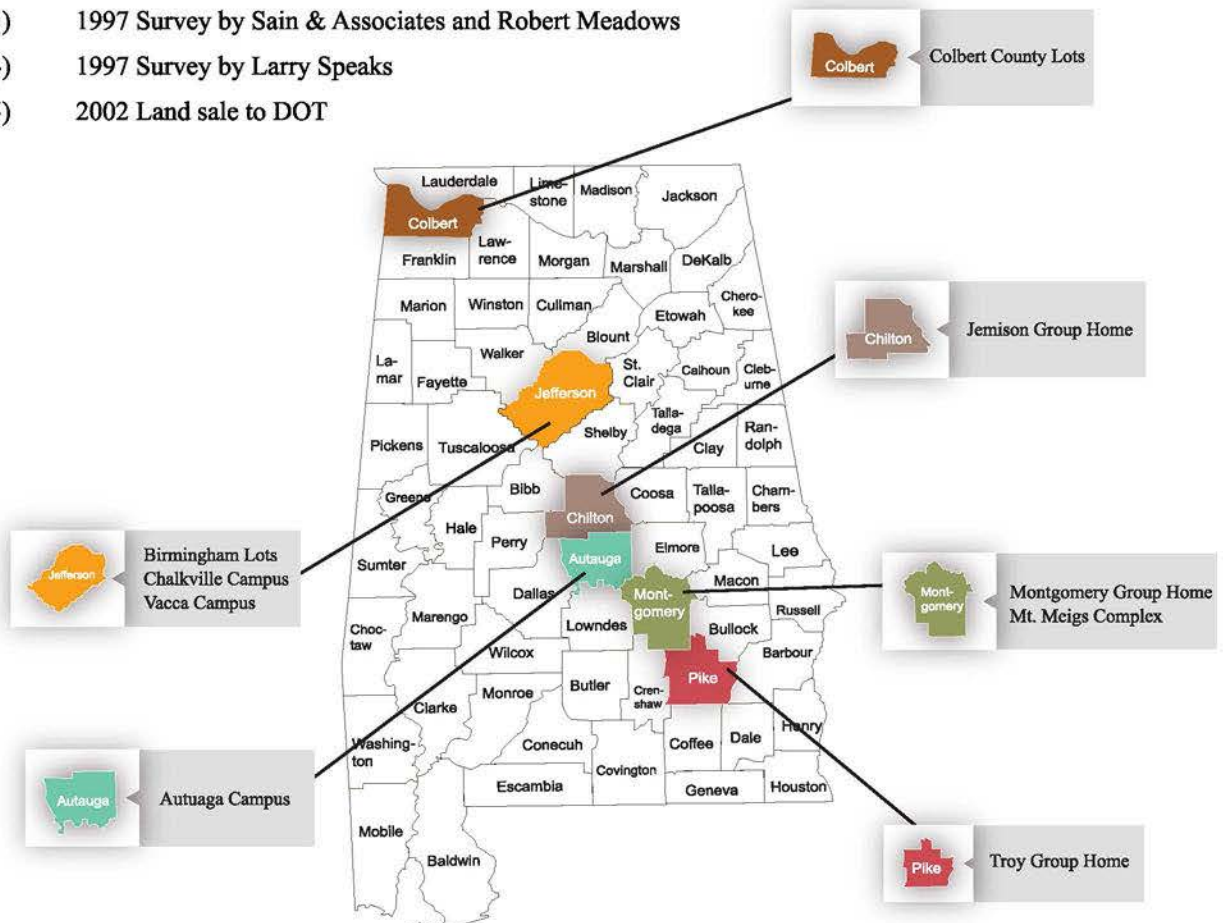 ) 1997 Survey by Sain & Associates and Robert Meadows
) 1997 Survey by Larry Speaks
) 2002 Land sale to DOT
Colbert
Colbert County Lots
Lauderdale
Lime-
stone
Madison
Jackson
Colbert
Franklin
Law-
rence
Morgan
Marshall
DeKalb
Marion
Winston
Cullman
Etowah
Chero-
kee
Blount
Chilton
Jemison Group Home
La-
mar
Fayette
Walker
Jefferson
St.
Clair
Calhoun
Cleb-
urne
Pickens
Tuscaloosa
Shelby
Talla-
dega
Clay
Ran-
dolph
Greene
Bibb
Chilton
Coosa
Talla-
poosa
Cham-
bers
Hale
Perry
Autauga
Elmore
Lee
Jefferson
Birmingham Lots
Chalkville Campus
Vacca Campus
Sumter
Dallas
Mont-
gomery
Macon
Russell
Mont-
gomery
Montgomery Group Home
Mt. Meigs Complex
Marengo
Lowndes
Bullock
Choc-
taw
Wilcox
Barbour
Butler
Cren-
shaw
Pike
Clarke
Monroe
Washing-
ton
Conecuh
Coffee
Dale
Henry
Covington
Escambia
Geneva
Houston
Autauga
Autuaga Campus
Mobile
Baldwin
Pike
Troy Group Home